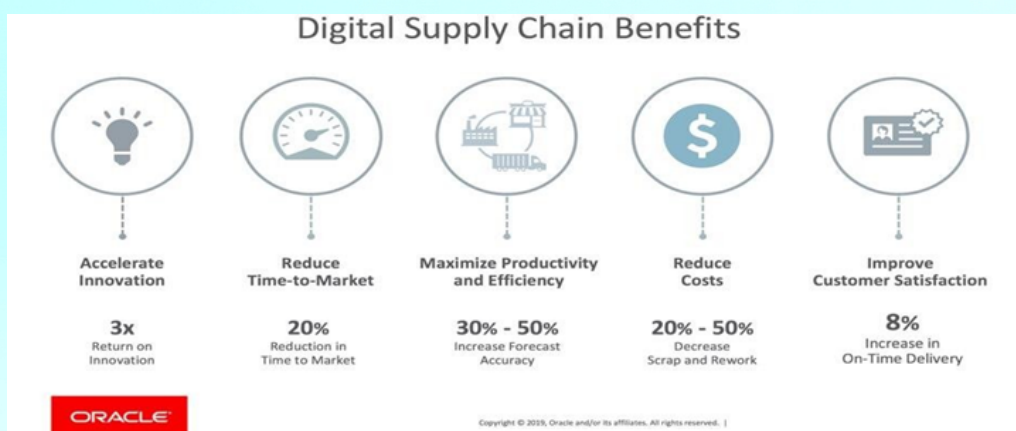 Digital Supply Chain Benefits
Accelerate
Innovation
3x
Return on
Innovation
Reduce
Time-to-Market
20%
Reduction in
Time to Market
Maximize Productivity
and Efficiency
30% - 50%
Increase Forecast
Accuracy
Reduce
Costs
20% - 50%
Decrease
Scrap and Rework
Improve
Customer Satisfaction
8%
Increase in
On-Time Delivery
ORACLE
Copyright © 2019, Oracle and/or its affiliates. All rights reserved. |